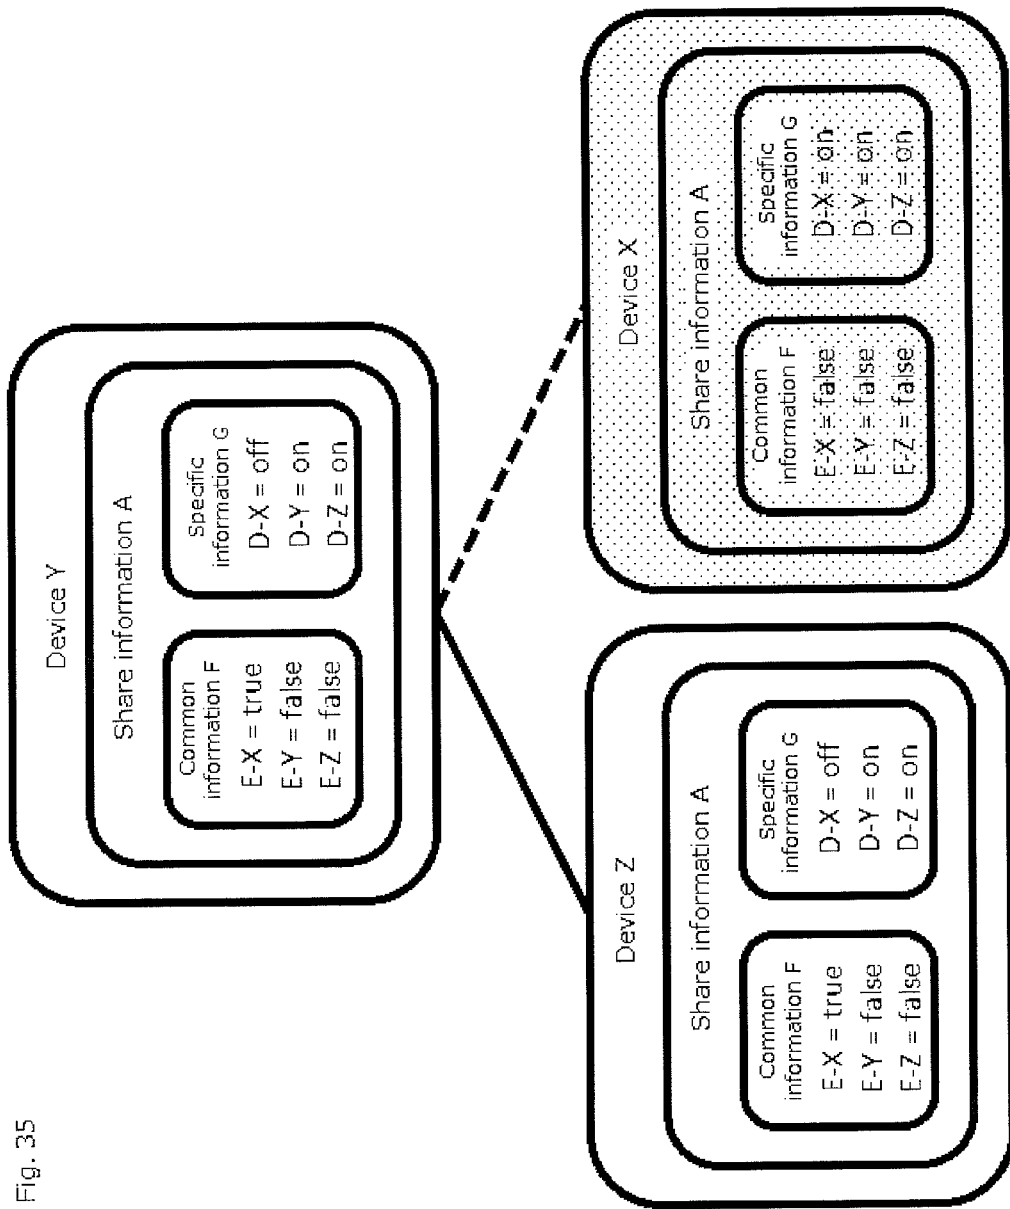 Fig. 35
Device Y
Share information A
Common
information F
E-X = true
E-Y = false
E-Z = false
Specific
information G
D-X = off
D-Y = on
D-Z = on
Device Z
Share information A
Common
information F
E-X = true
E-Y = false
E-Z = false
Specific
information G
D-X = off
D-Y = on
D-Z = on
Device X
Share information A
Common
information F
E-X = false
E-Y = false
E-Z = false
Specific
information G
D-X = on
D-Y = on
D-Z = on